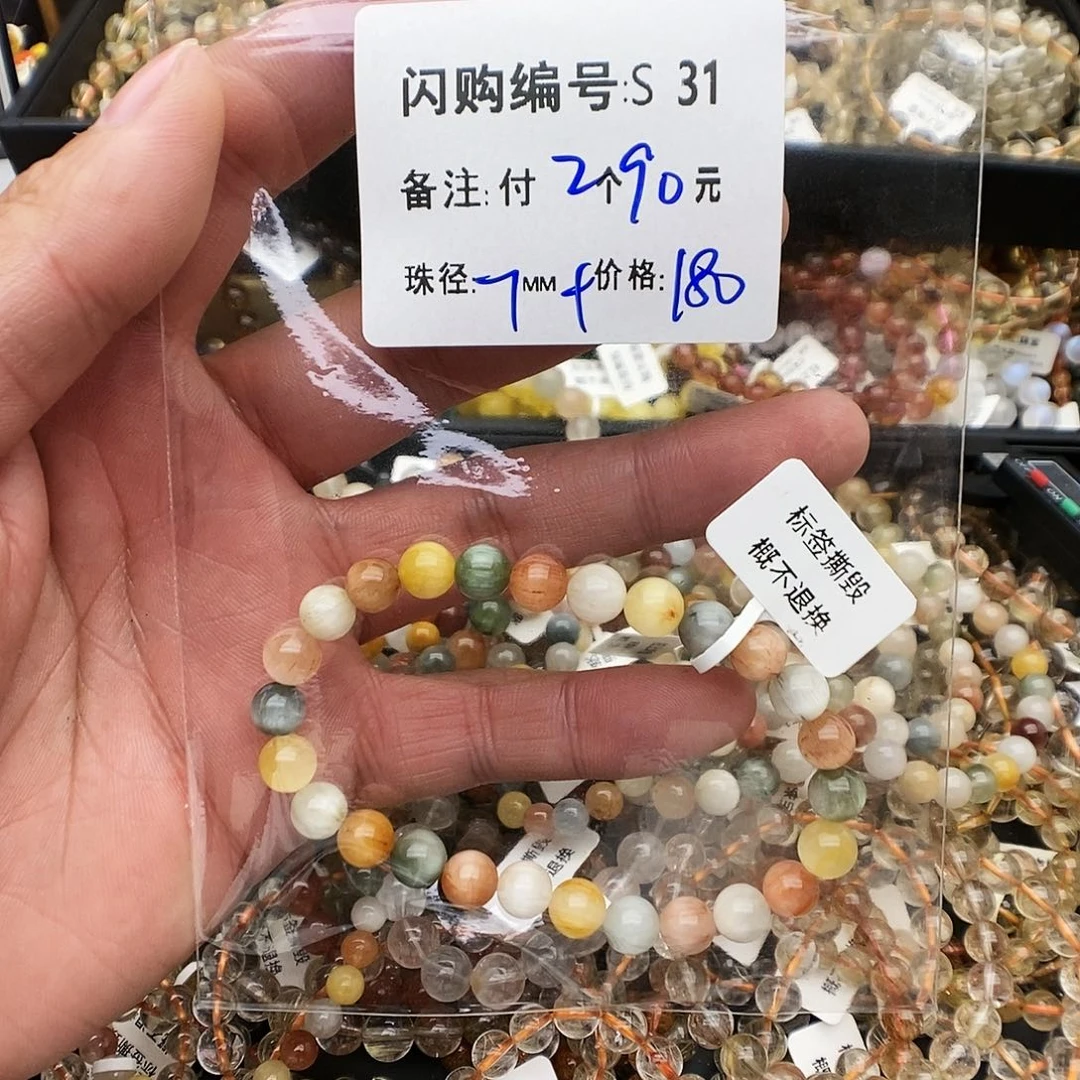 闪购编号:S 31
备注:付 2个90元
珠径:7MM+价格:180
标签撕毁
概不退换